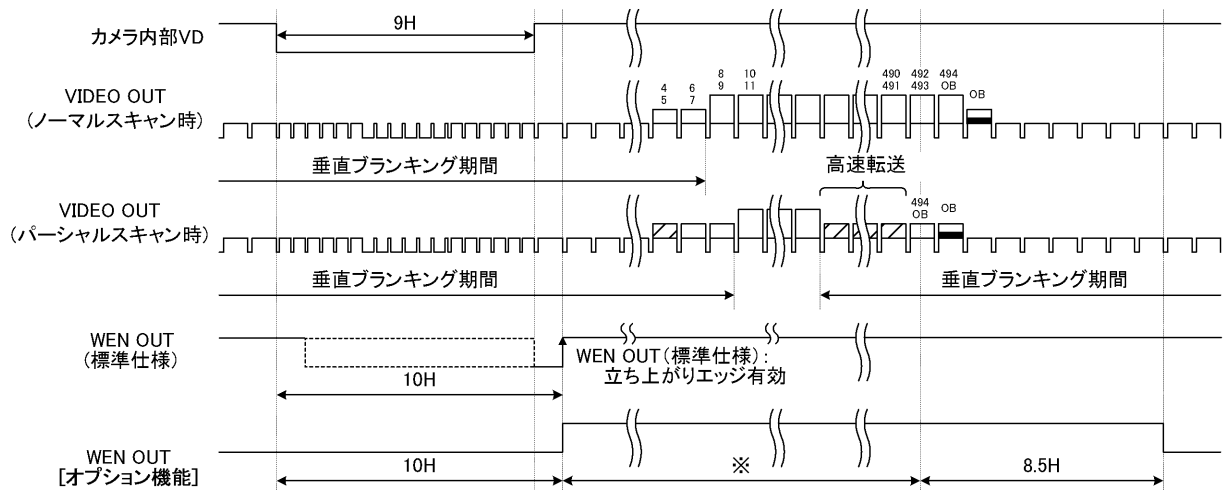 9H
カメラ内部VD
VIDEO OUT
(ノーマルスキャン時)
4
5
6
7
8
9
10
11
490
491
492
493
494
OB
OB
垂直ブランキング期間
高速転送
VIDEO OUT
(パーシャルスキャン時)
494
OB
OB
垂直ブランキング期間
垂直ブランキング期間
WEN OUT
(標準仕様)
WEN OUT(標準仕様):
立ち上がりエッジ有効
10H
WEN OUT
[オプション機能]
10H
※
8.5H